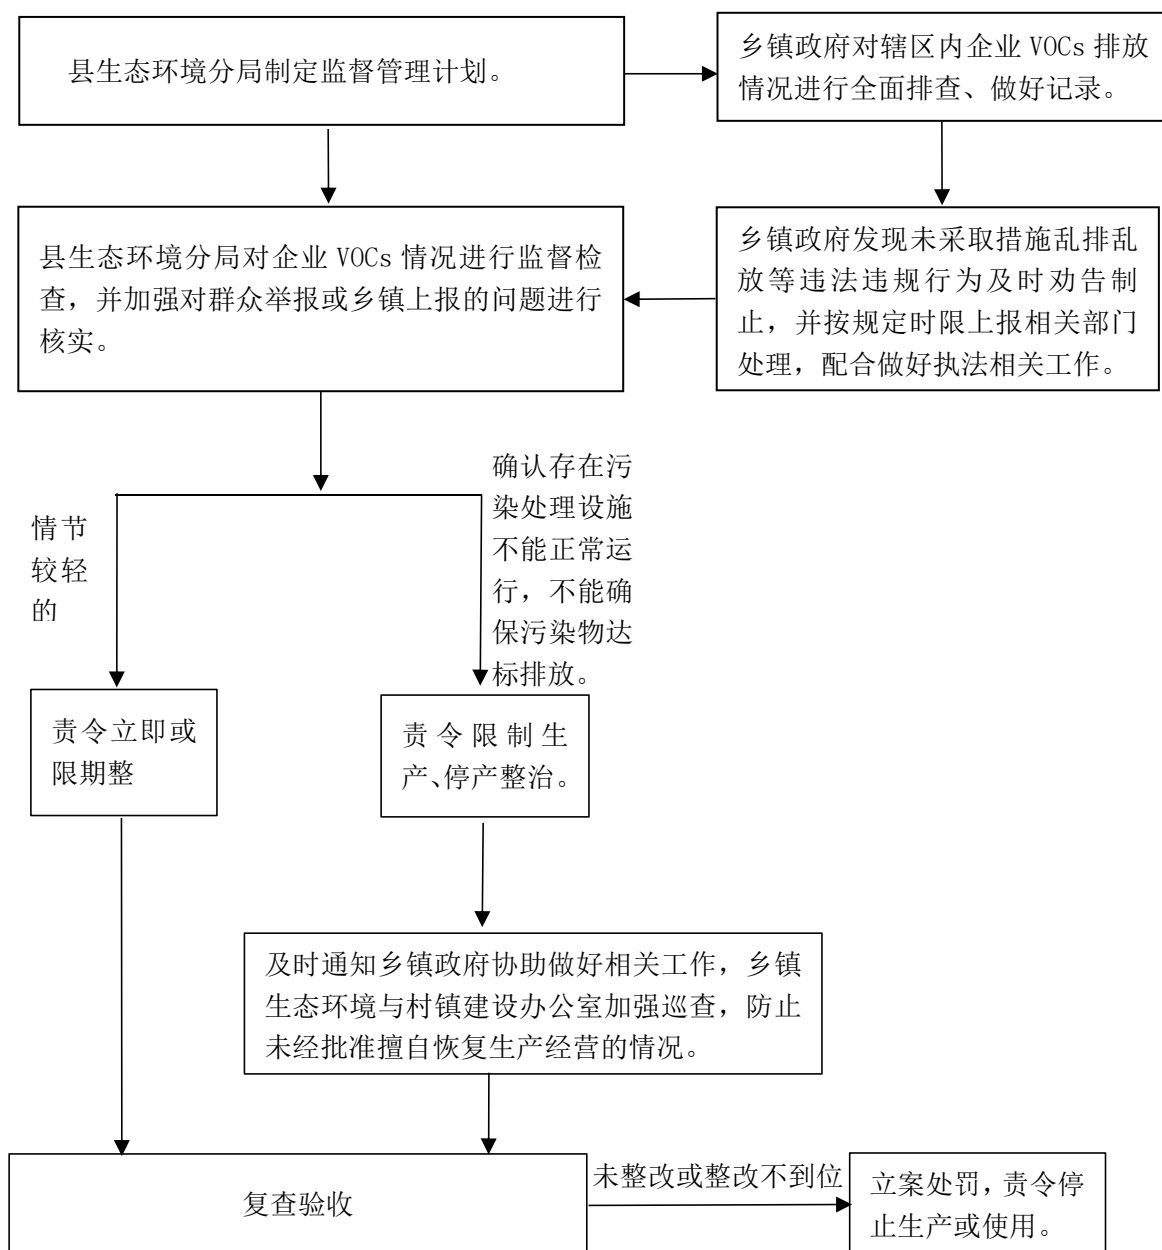 县生态环境分局制定监督管理计划。
乡镇政府对辖区内企业 VOCs 排放
情况进行全面排查、做好记录。
县生态环境分局对企业 VOCs 情况进行监督检
查，并加强对群众举报或乡镇上报的问题进行
核实。
乡镇政府发现未采取措施乱排乱
放等违法违规行为及时劝告制
止，并按规定时限上报相关部门
处理，配合做好执法相关工作。
情节
较轻
的
确认存在污
染处理设施
不能正常运
行，不能确
保污染物达
标排放。
责令立即或
限期整
责令限制生
产、停产整治。
及时通知乡镇政府协助做好相关工作，乡镇
生态环境与村镇建设办公室加强巡查，防止
未经批准擅自恢复生产经营的情况。
复查验收
未整改或整改不到位
立案处罚，责令停
止生产或使用。